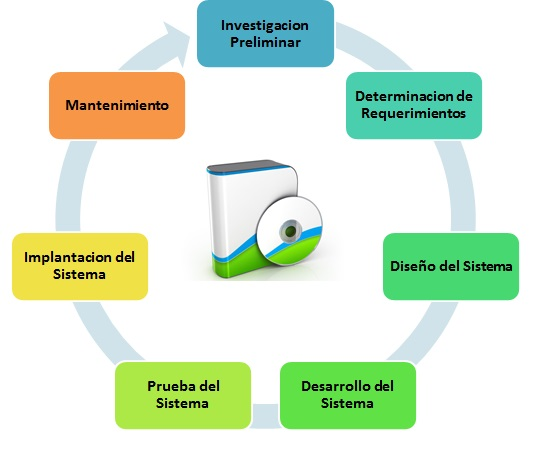 Investigacion
Preliminar
Determinacion de
Requerimientos
Diseño del Sistema
Desarrollo del
Sistema
Prueba del
Sistema
Implantacion del
Sistema
Mantenimiento